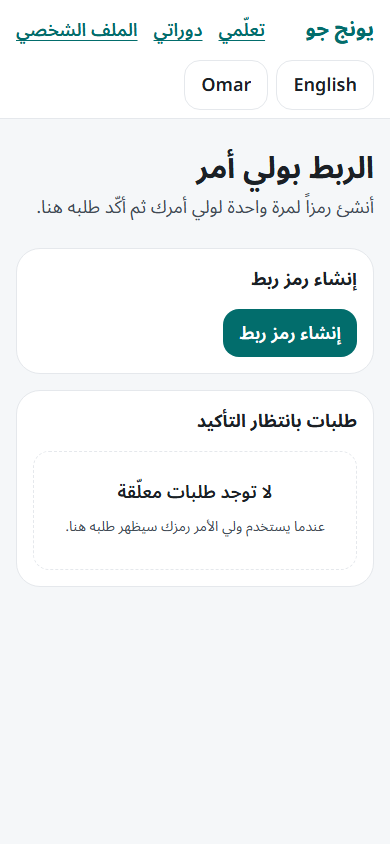 يونج جو
تعلّمي
دوراتي
الملف الشخصي
English
Omar
الربط بولي أمر
أنشئ رمزاً لمرة واحدة لولي أمرك ثم أكّد طلبه هنا.
إنشاء رمز ربط
إنشاء رمز ربط
طلبات بانتظار التأكيد
لا توجد طلبات معلّقة
عندما يستخدم ولي الأمر رمزك سيظهر طلبه هنا.